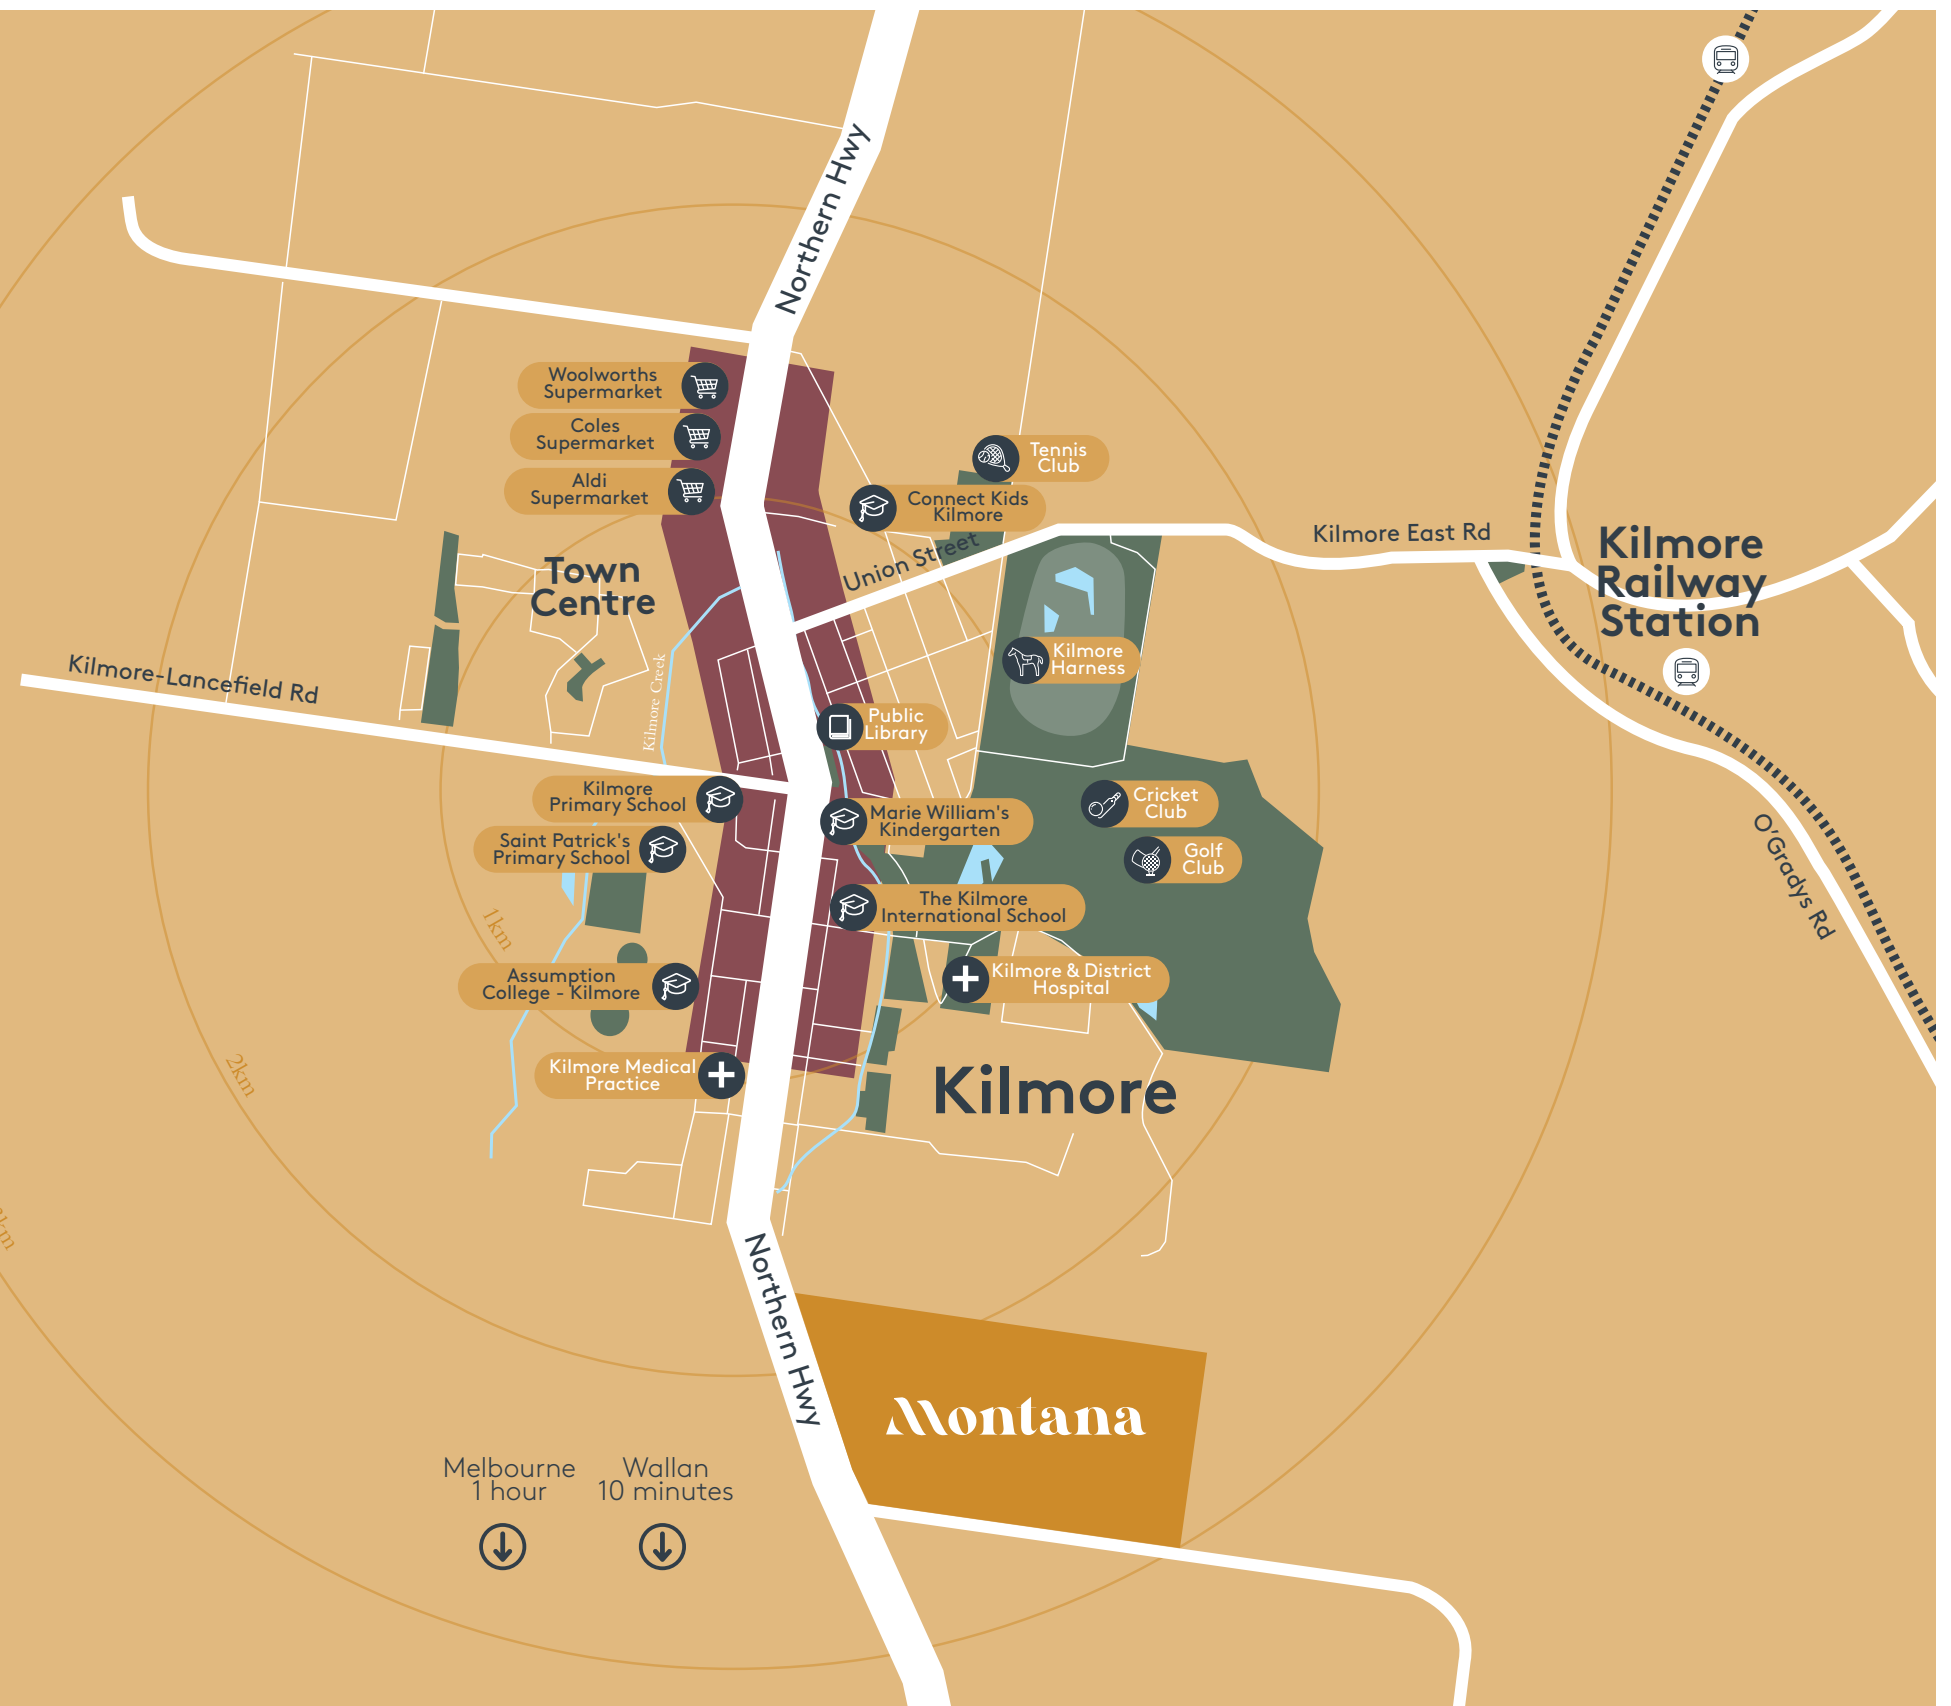 Northern Hwy
Woolworths
Supermarket
Coles
Supermarket
Aldi
Supermarket
Tennis
Club
Connect Kids
Kilmore
Union Street
Kilmore East Rd
Kilmore
Railway
Station
Town
Centre
Kilmore-Lancefield Rd
Kilmore Creek
Kilmore
Harness
Public
Library
Kilmore
Primary School
Saint Patrick's
Primary School
Marie William's
Kindergarten
Cricket
Club
Golf
Club
O'Gradys Rd
The Kilmore
International School
1km
Assumption
College - Kilmore
Kilmore & District
Hospital
2km
Kilmore Medical
Practice
Kilmore
3km
Northern Hwy
Montana
Melbourne
1 hour
Wallan
10 minutes